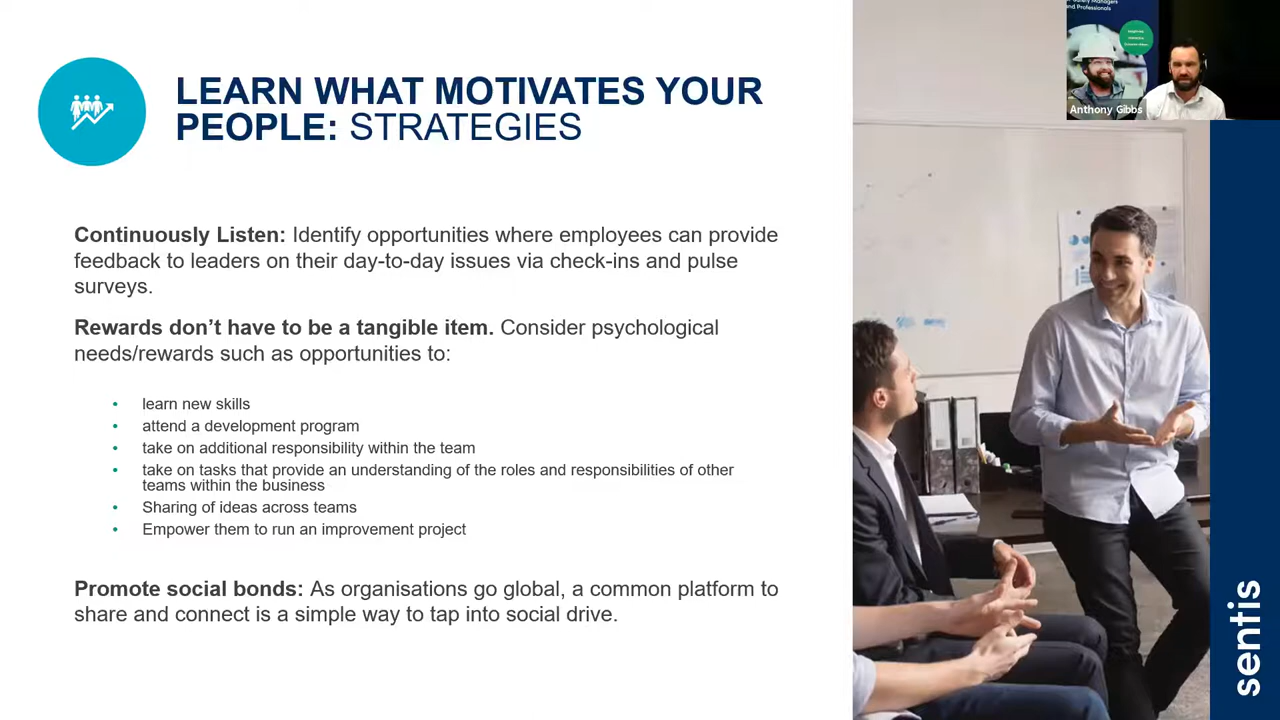 LEARN WHAT MOTIVATES YOUR
PEOPLE: STRATEGIES
Continuously Listen: Identify opportunities where employees can provide
feedback to leaders on their day-to-day issues via check-ins and pulse
surveys.
Rewards don’t have to be a tangible item. Consider psychological
needs/rewards such as opportunities to:
• learn new skills
• attend a development program
• take on additional responsibility within the team
• take on tasks that provide an understanding of the roles and responsibilities of other
teams within the business
• Sharing of ideas across teams
• Empower them to run an improvement project
Promote social bonds: As organisations go global, a common platform to
share and connect is a simple way to tap into social drive.
and Professionals
Anthony Gibbs
sentis